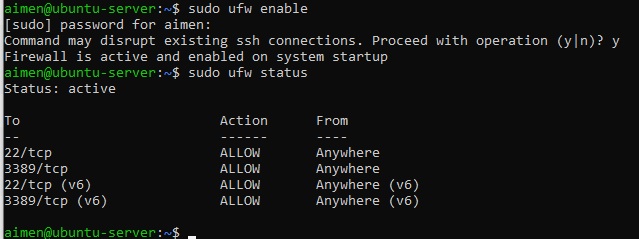 aimen@ubuntu-server:~$ sudo ufw enable
[sudo] password for aimen:
Command may disrupt existing ssh connections. Proceed with operation (y|n)? y
Firewall is active and enabled on system startup
aimen@ubuntu-server:~$ sudo ufw status
Status: active

To                         Action      From
--                         ------      ----
22/tcp                     ALLOW       Anywhere
3389/tcp                   ALLOW       Anywhere
22/tcp (v6)                ALLOW       Anywhere (v6)
3389/tcp (v6)              ALLOW       Anywhere (v6)

aimen@ubuntu-server:~$